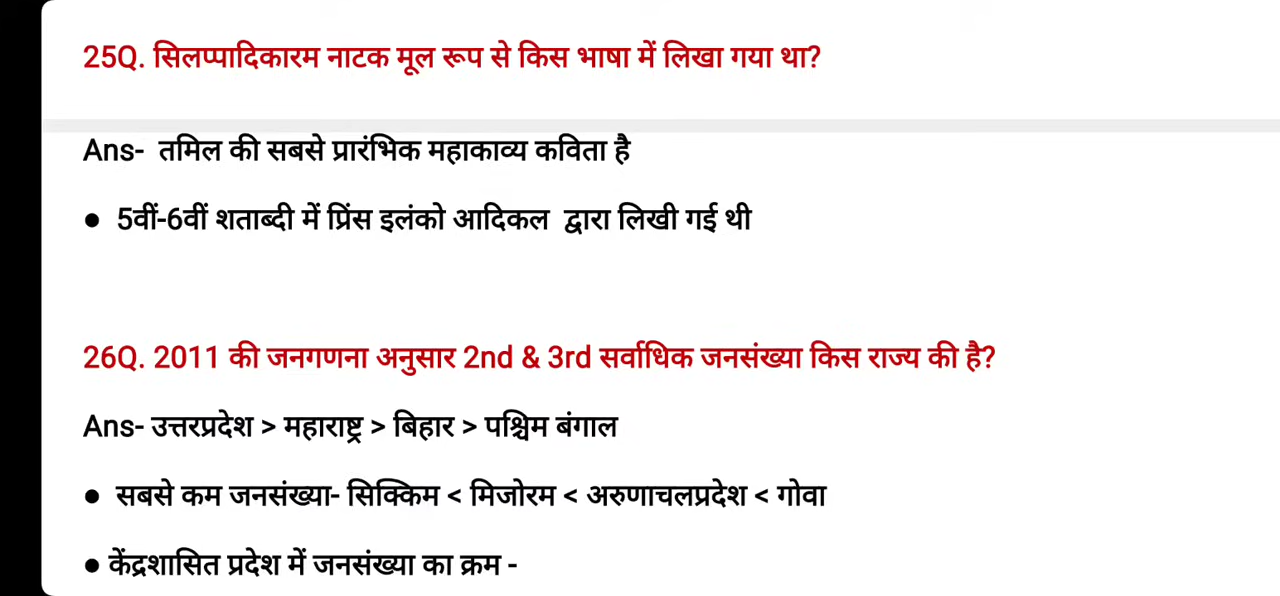 25Q. सिलप्पादिकारम नाटक मूल रूप से किस भाषा में लिखा गया था?
Ans- तमिल की सबसे प्रारंभिक महाकाव्य कविता है
● 5वीं-6वीं शताब्दी में प्रिंस इलंको आदिकल द्वारा लिखी गई थी
26Q. 2011 की जनगणना अनुसार 2nd & 3rd सर्वाधिक जनसंख्या किस राज्य की है?
Ans- उत्तरप्रदेश > महाराष्ट्र > बिहार > पश्चिम बंगाल
● सबसे कम जनसंख्या- सिक्किम < मिजोरम < अरुणाचलप्रदेश < गोवा
● केंद्रशासित प्रदेश में जनसंख्या का क्रम -